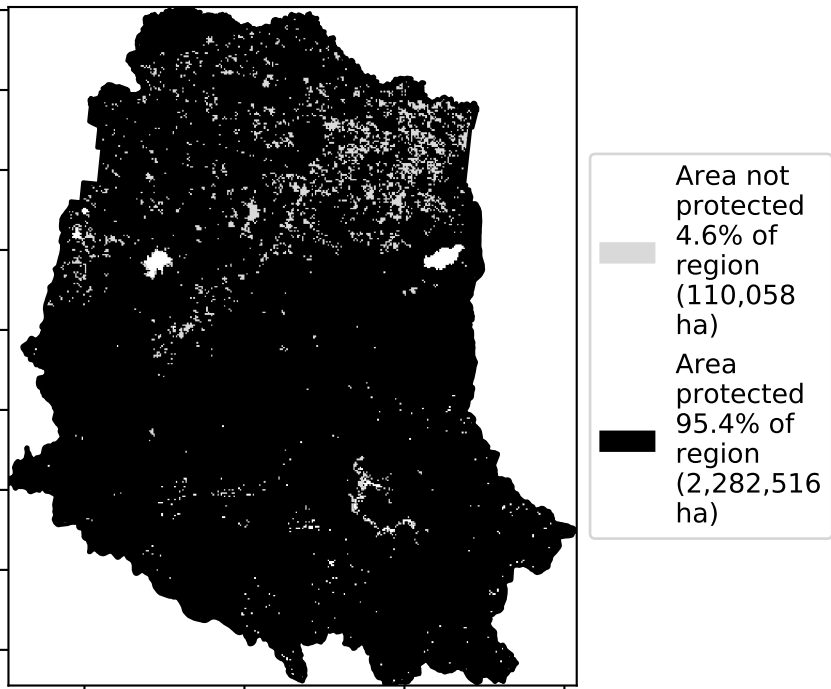 Area not
protected
4.6% of
region
(110,058
ha)
Area
protected
95.4% of
region
(2,282,516
ha)